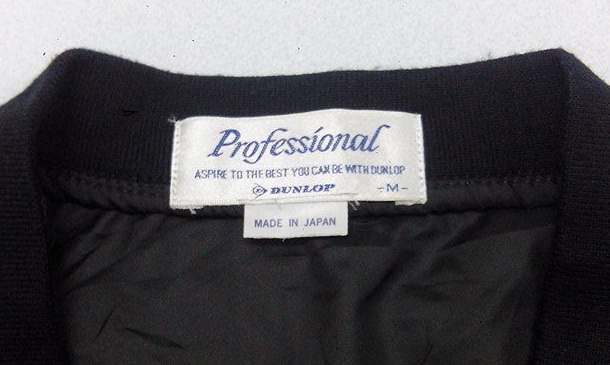 Professional
ASPIRE TO THE BEST YOU CAN BE WITH DUNLOP
DUNLOP -M-
MADE IN JAPAN